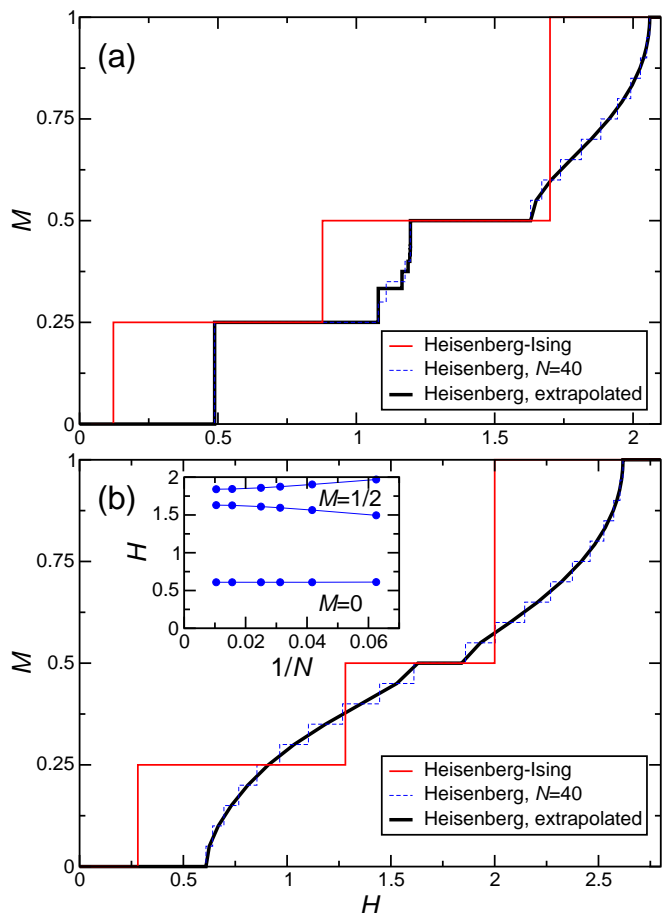 (a)
1
0.75
M
0.5
0.25
0
0
0.5
1
1.5
2
Heisenberg-Ising
Heisenberg, N=40
Heisenberg, extrapolated
(b)
1
0.75
M
0.5
0.25
0
2
1.5
H
1
0.5
0
M=1/2
M=0
0
0.02
0.04
0.06
1/N
Heisenberg-Ising
Heisenberg, N=40
Heisenberg, extrapolated
0
0.5
1
1.5
2
2.5
H